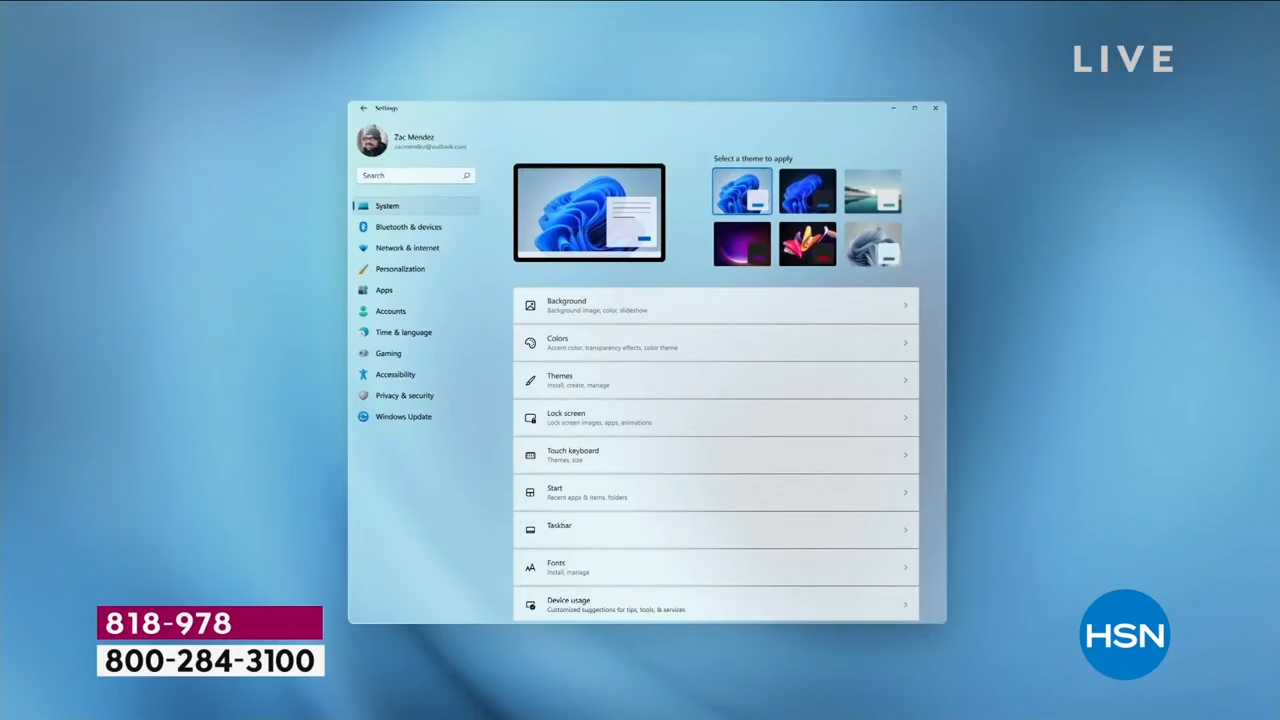 LIVE
Settings
Zac Mendez
zacmendez@outlook.com
Search
System
Bluetooth & devices
Network & internet
Personalization
Apps
Accounts
Time & language
Gaming
Accessibility
Privacy & security
Windows Update
Select a theme to apply
Background
Background image, color, slideshow
Colors
Accent color, transparency effects, color theme
Themes
Install, create, manage
Lock screen
Lock screen images, apps, animations
Touch keyboard
Themes, size
Start
Recent apps & items, folders
Taskbar
Fonts
Install, manage
Device usage
Customized suggestions for tips, tools, & services
818-978
800-284-3100
HSN